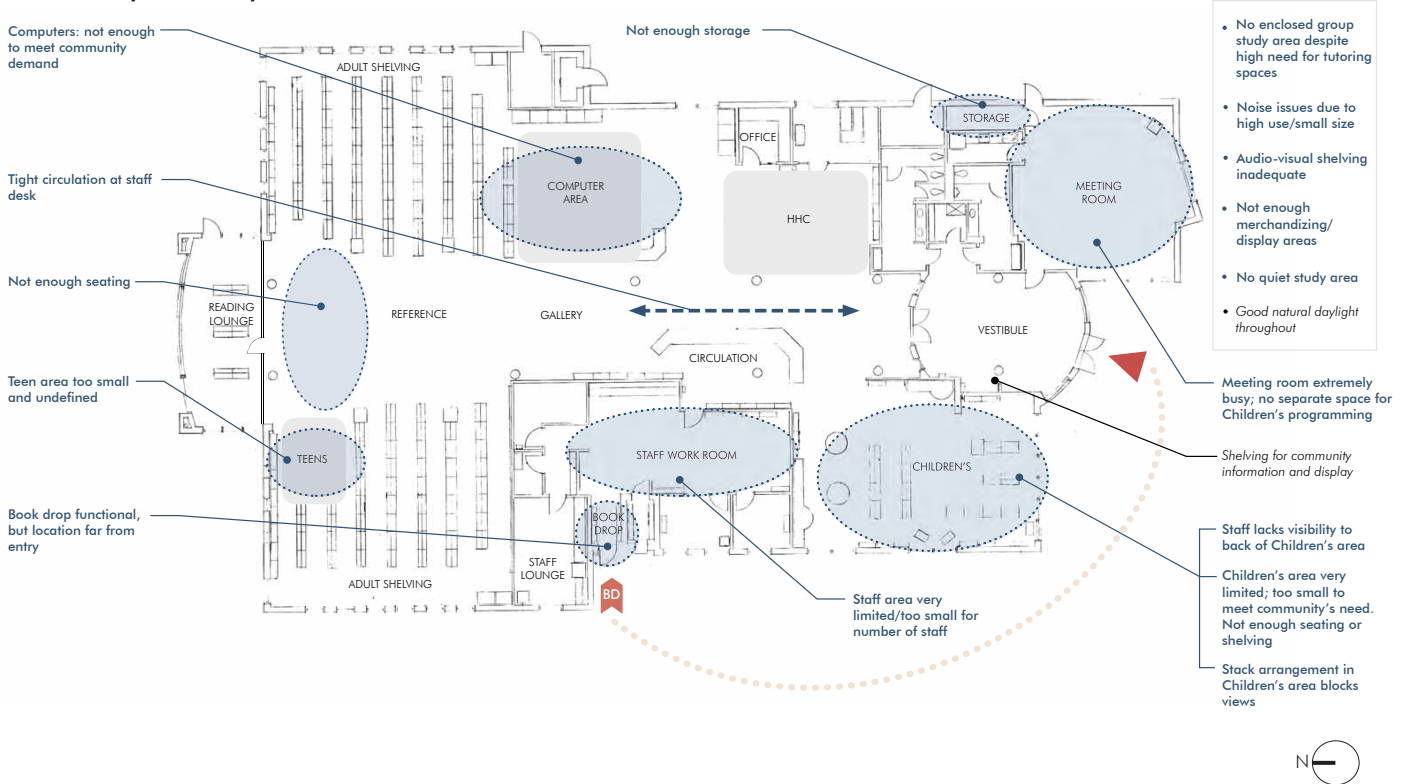 Computers: not enough
to meet community
demand
Tight circulation at staff
desk
Not enough seating
Teen area too small
and undefined
Book drop functional,
but location far from
entry
Not enough storage
ADULT SHELVING
OFFICE
STORAGE
COMPUTER
AREA
HHC
MEETING
ROOM
READING
LOUNGE
REFERENCE
GALLERY
CIRCULATION
VESTIBULE
TEENS
STAFF WORK ROOM
CHILDREN'S
BOOK
DROP
STAFF
LOUNGE
ADULT SHELVING
BD
Staff area very
limited/too small for
number of staff
• No enclosed group
study area despite
high need for tutoring
spaces
• Noise issues due to
high use/small size
• Audio-visual shelving
inadequate
• Not enough
merchandizing/
display areas
• No quiet study area
• Good natural daylight
throughout
Meeting room extremely
busy; no separate space for
Children's programming
Shelving for community
information and display
Staff lacks visibility to
back of Children's area
Children's area very
limited; too small to
meet community's need.
Not enough seating or
shelving
Stack arrangement in
Children's area blocks
views
N